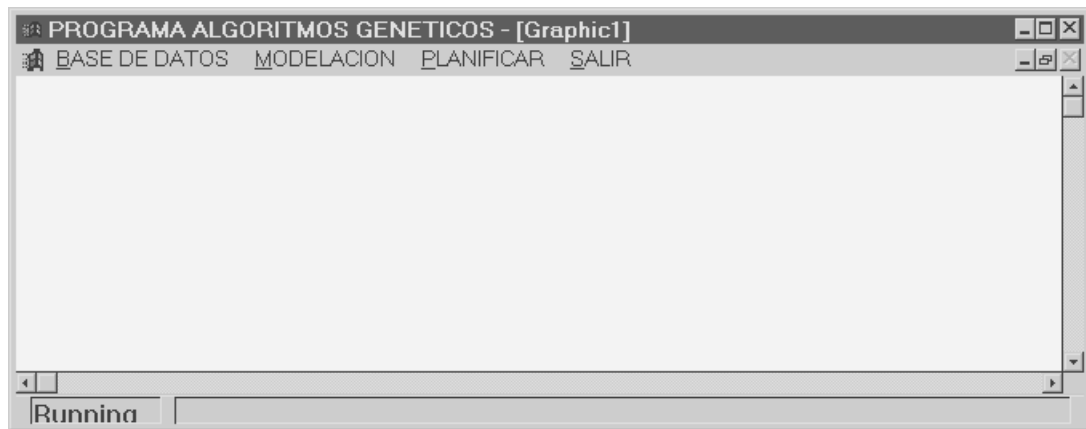 PROGRAMA ALGORITMOS GENETICOS - [Graphic1]
BASE DE DATOS MODELACION PLANIFICAR SALIR
Running